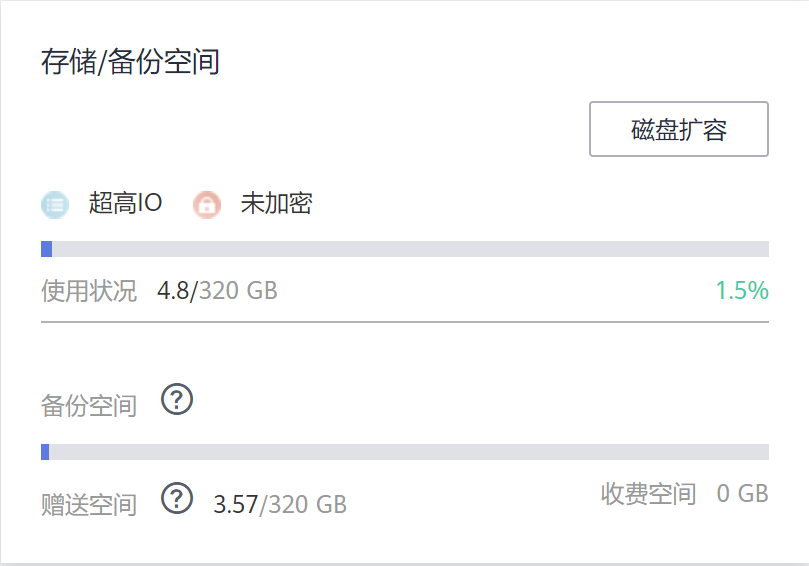 存储/备份空间
磁盘扩容
超高IO 未加密
使用状况 4.8/320 GB 1.5%
备份空间 ?
赠送空间 ? 3.57/320 GB 收费空间 0 GB